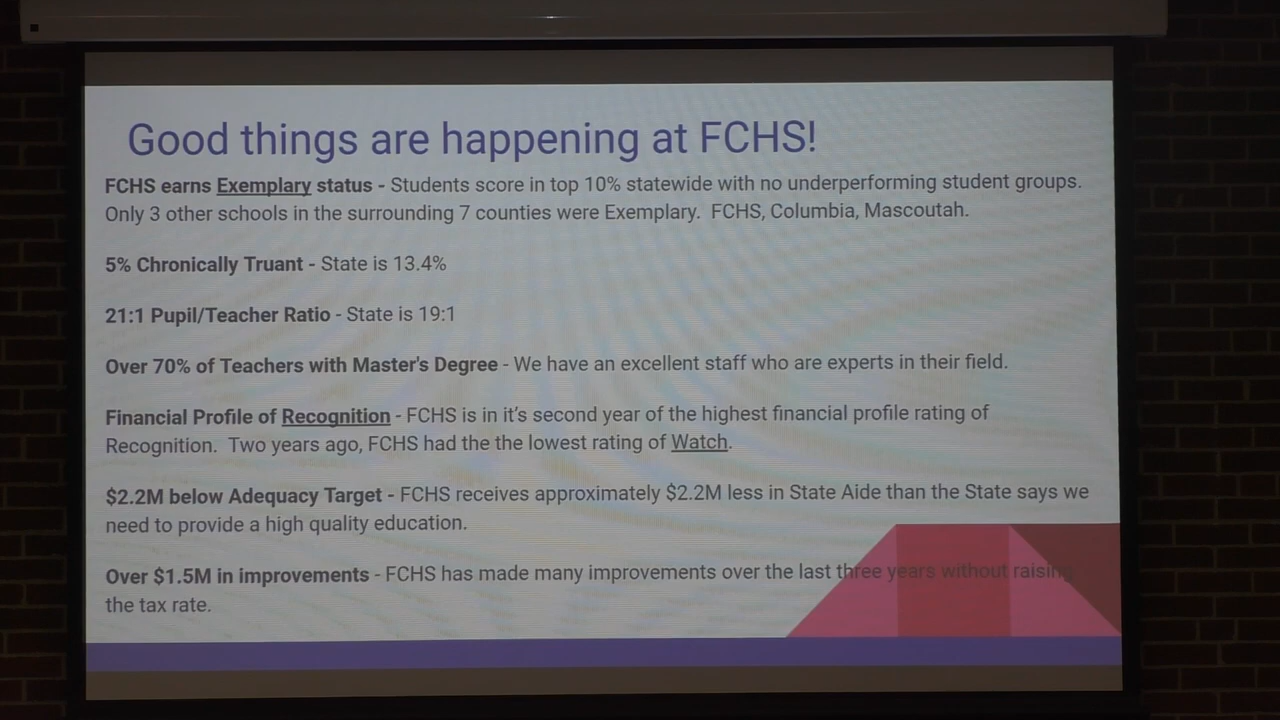 Good things are happening at FCHS!
FCHS earns Exemplary status - Students score in top 10% statewide with no underperforming student groups.
Only 3 other schools in the surrounding 7 counties were Exemplary. FCHS, Columbia, Mascoutah.
5% Chronically Truant - State is 13.4%
21:1 Pupil/Teacher Ratio - State is 19:1
Over 70% of Teachers with Master's Degree - We have an excellent staff who are experts in their field.
Financial Profile of Recognition - FCHS is in it's second year of the highest financial profile rating of
Recognition. Two years ago, FCHS had the the lowest rating of Watch.
$2.2M below Adequacy Target - FCHS receives approximately $2.2M less in State Aide than the State says we
need to provide a high quality education.
Over $1.5M in improvements - FCHS has made many improvements over the last three years without raising
the tax rate.